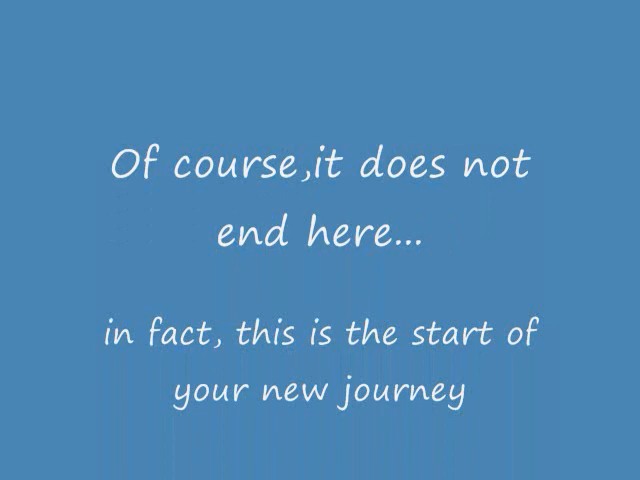 Of course,it does not
end here...
in fact, this is the start of
your new journey